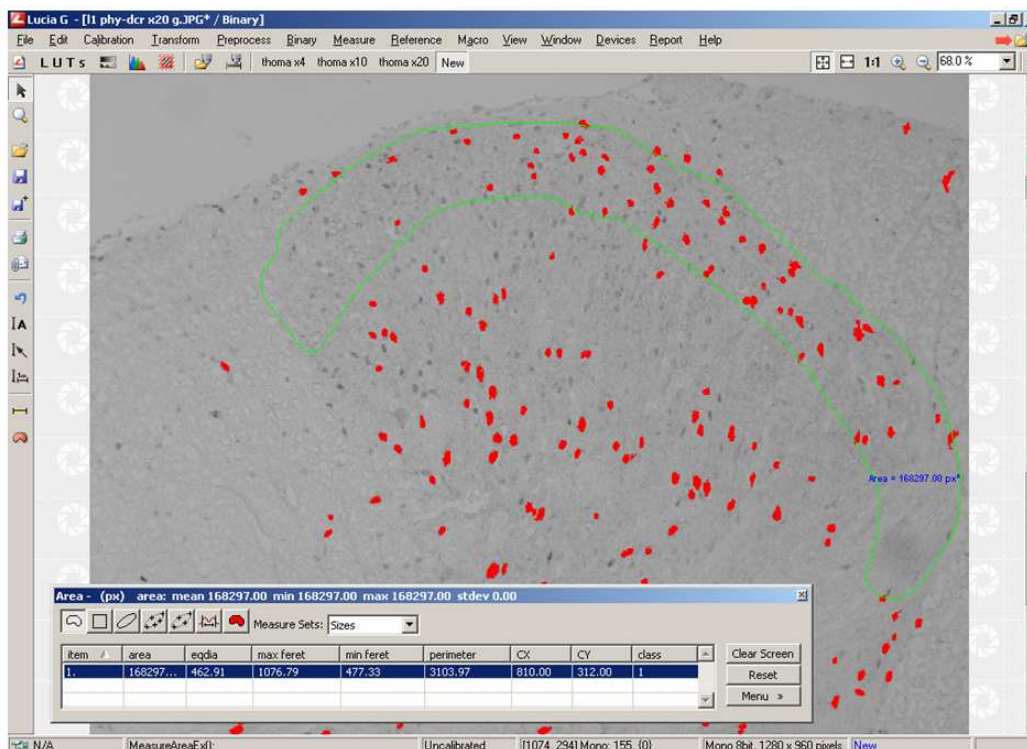 Lucia G - [l1 phy-dcr x20 g.JPG* / Binary]
File Edit Calibration Transform Preprocess Binary Measure Reference Macro View Window Devices Report Help
LUTs thoma x4 thoma x10 thoma x20 New 1:1 68.0 %
Area = 168297.00 px²
Area - (px) area: mean 168297.00 min 168297.00 max 168297.00 stdev 0.00
Measure Sets: Sizes
item area eqdia max feret min feret perimeter CX CY class Clear Screen
1. 168297... 462.91 1076.79 477.33 3103.97 810.00 312.00 1 Reset
Menu »
N/A MeasureAreaEx(); Uncalibrated [1074, 294] Mono: 155, {0} Mono 8bit, 1280 x 960 pixels New